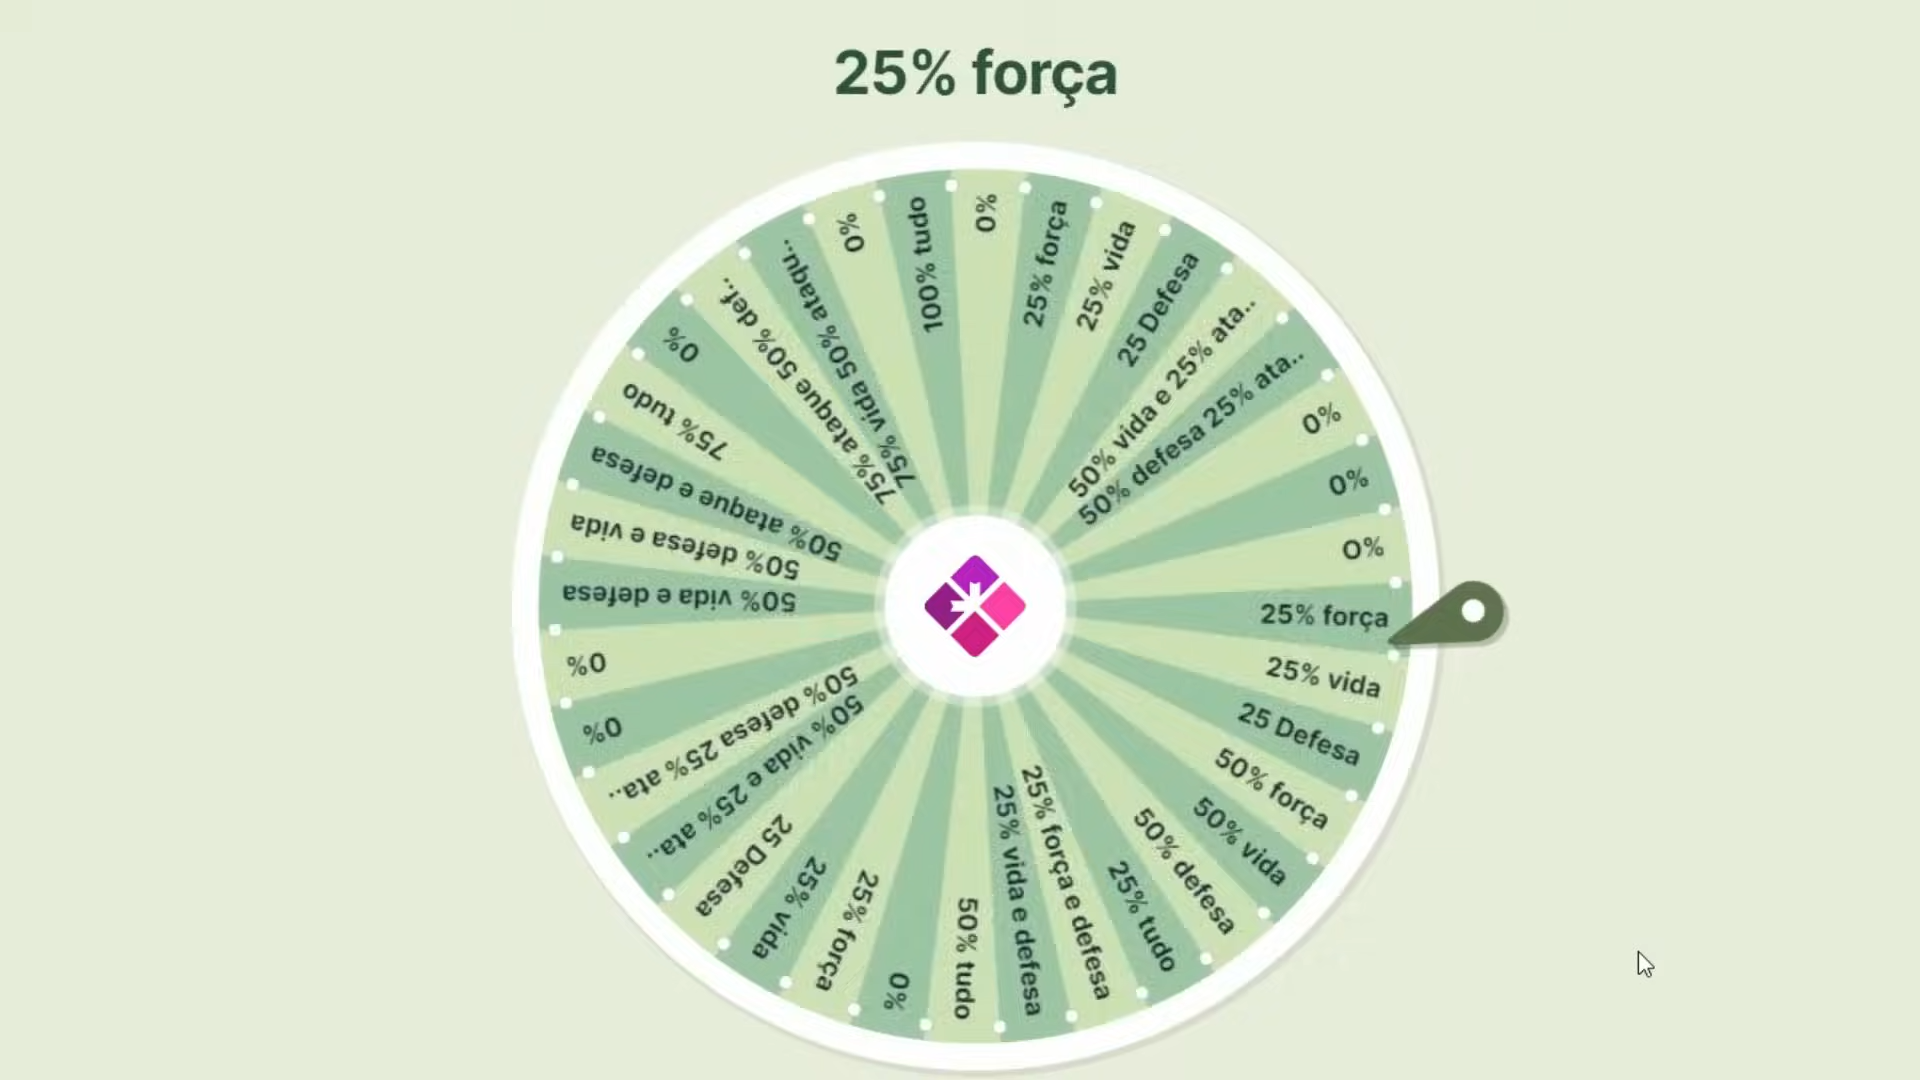 25% força
0%
25% força
25% vida
25 Defesa
50% vida e 25% ata..
50% defesa 25% ata..
0%
0%
0%
25% força
25% vida
25 Defesa
50% força
50% vida
50% defesa
25% tudo
25% força e defesa
25% vida e defesa
50% tudo
0%
25% força
25% vida
25 Defesa
50% vida e 25% ata..
50% defesa 25% ata..
0%
0%
50% vida e defesa
50% defesa e vida
50% ataque e defesa
75% tudo
0%
75% ataque 50% def..
75% vida 50% ataqu..
0%
100% tudo